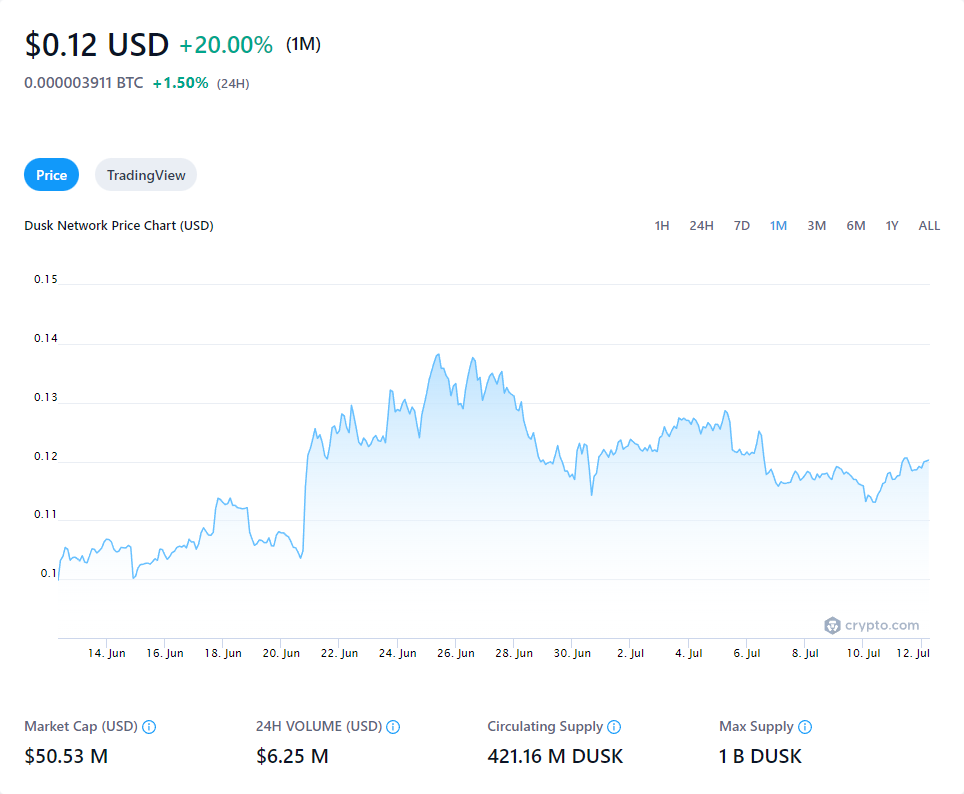 $0.12 USD +20.00% (1M)
0.000003911 BTC +1.50% (24H)
Price TradingView
Dusk Network Price Chart (USD) 1H 24H 7D 1M 3M 6M 1Y ALL
0.15
0.14
0.13
0.12
0.11
0.1
crypto.com
14. Jun 16. Jun 18. Jun 20. Jun 22. Jun 24. Jun 26. Jun 28. Jun 30. Jun 2. Jul 4. Jul 6. Jul 8. Jul 10. Jul 12. Jul
Market Cap (USD) 24H VOLUME (USD) Circulating Supply Max Supply
$50.53 M $6.25 M 421.16 M DUSK 1 B DUSK